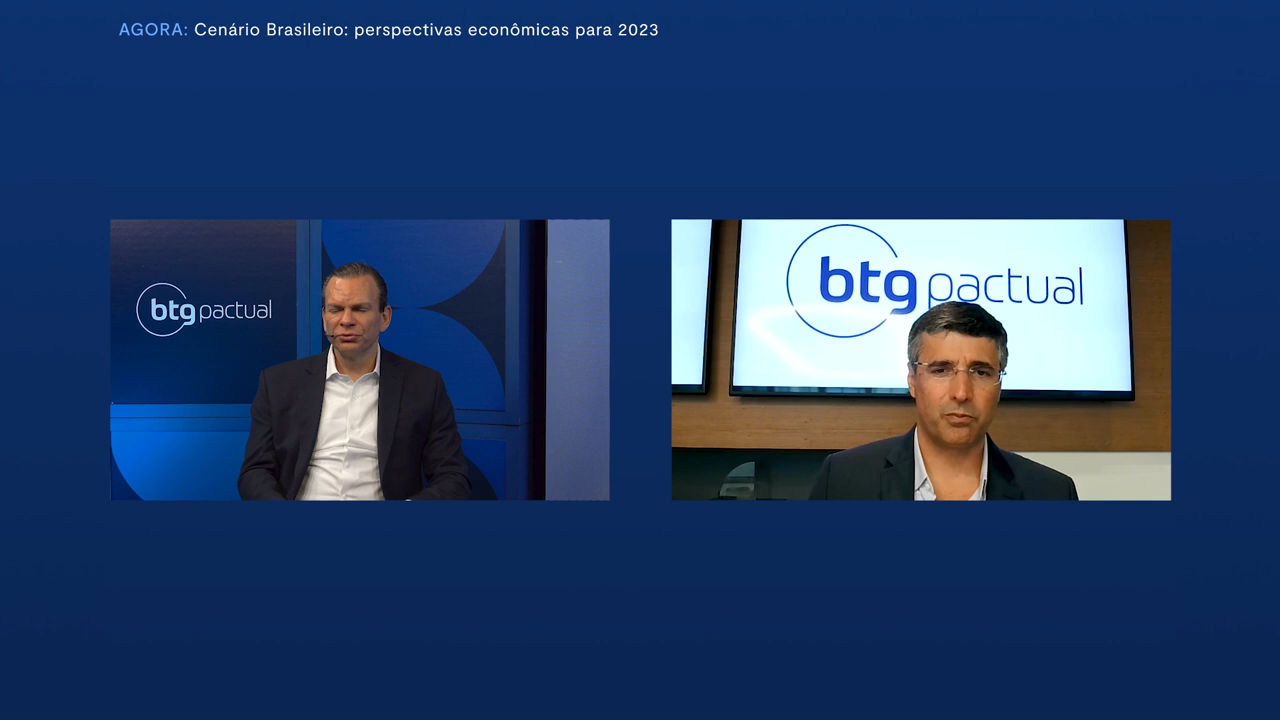 AGORA: Cenário Brasileiro: perspectivas econômicas para 2023
btg pactual
btg pactual